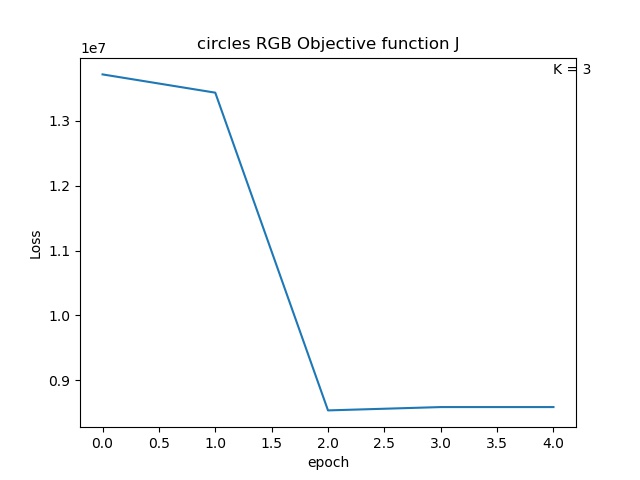 circles RGB Objective function J
1e7
K = 3
1.3
1.2
1.1
1.0
0.9
Loss
0.0 0.5 1.0 1.5 2.0 2.5 3.0 3.5 4.0
epoch